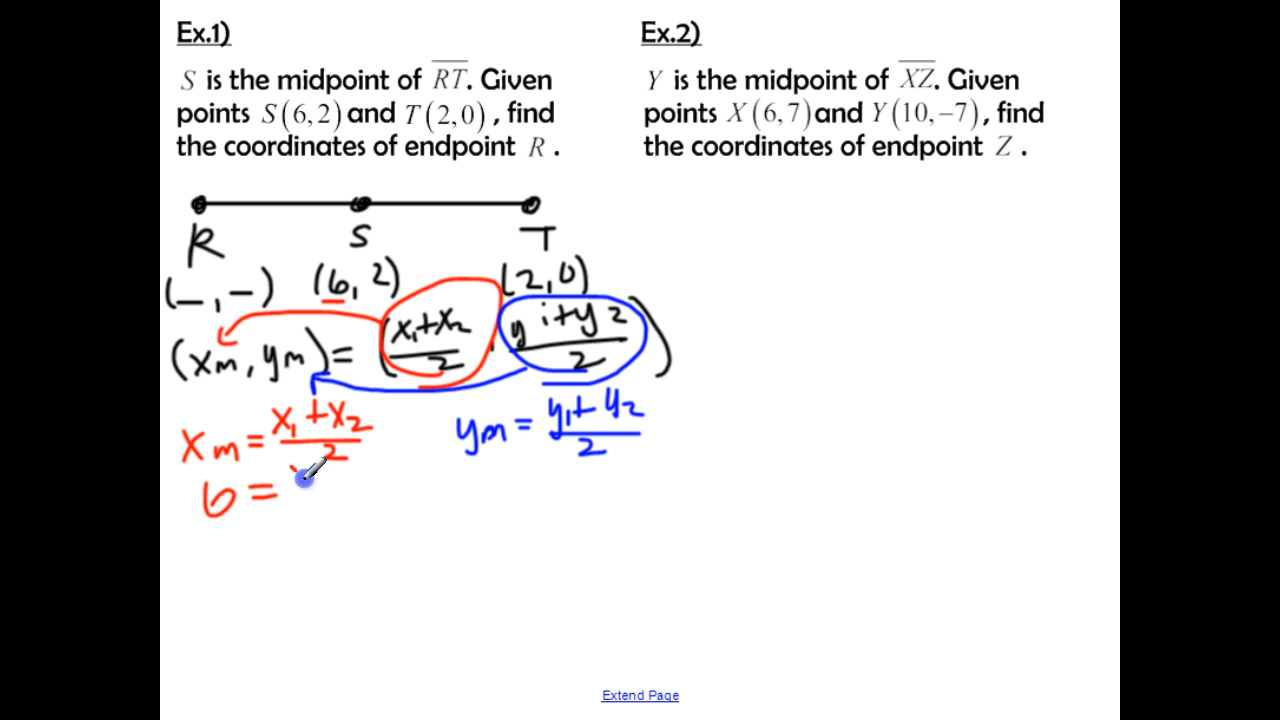 Ex.1)
S is the midpoint of RT. Given
points S(6,2) and T(2,0), find
the coordinates of endpoint R.
Ex.2)
Y is the midpoint of XZ. Given
points X(6,7) and Y(10,-7), find
the coordinates of endpoint Z.
R S T
(_,_) (6,2) (2,0)
(xm, ym) = (x₁+x₂/2, yi+y2/2)
xm = x₁+x₂/2
ym = y₁+y₂/2
6 =
Extend Page